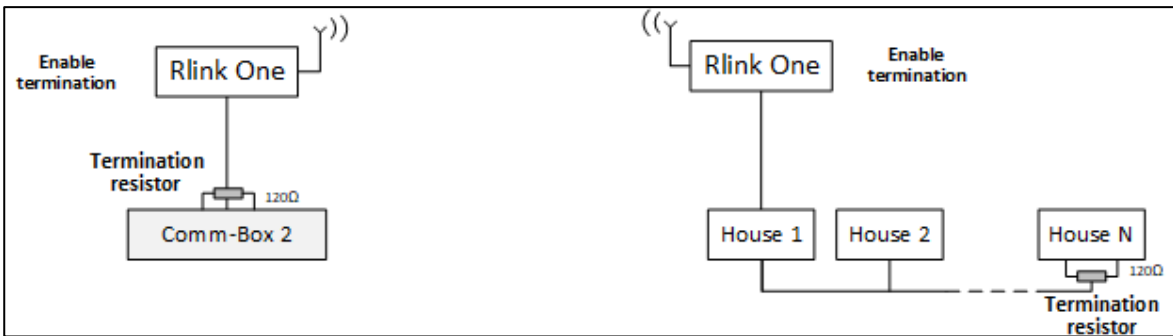 Enable
termination
Rlink One
Termination
resistor
120Ω
Comm-Box 2
Rlink One
Enable
termination
House 1
House 2
House N
120Ω
Termination
resistor